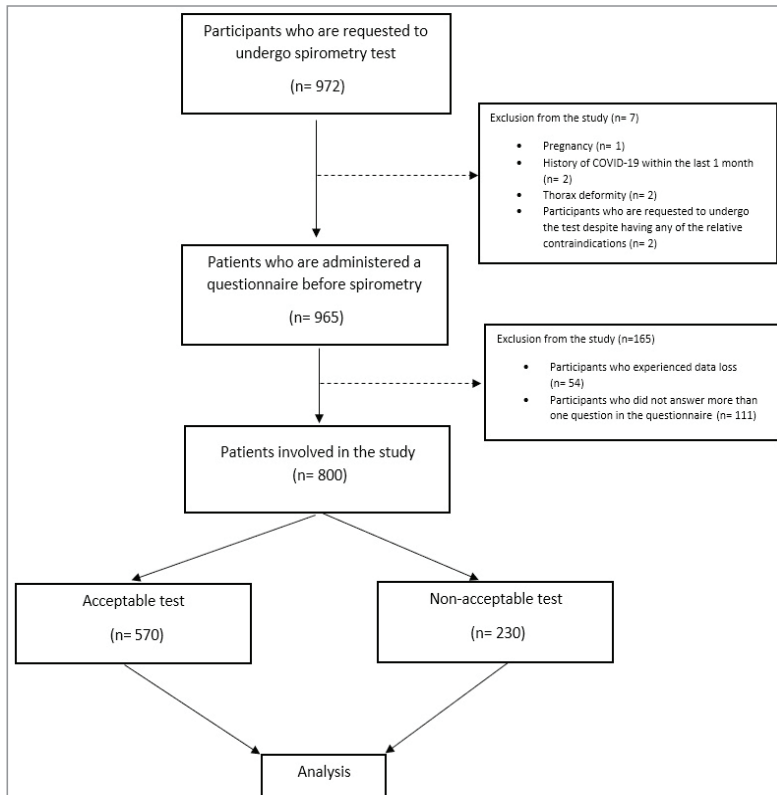 Participants who are requested to
undergo spirometry test
(n= 972)
Exclusion from the study (n= 7)
• Pregnancy (n= 1)
• History of COVID-19 within the last 1 month
(n= 2)
• Thorax deformity (n= 2)
• Participants who are requested to undergo
the test despite having any of the relative
contraindications (n= 2)
Patients who are administered a
questionnaire before spirometry
(n= 965)
Exclusion from the study (n=165)
• Participants who experienced data loss
(n= 54)
• Participants who did not answer more than
one question in the questionnaire (n= 111)
Patients involved in the study
(n= 800)
Acceptable test
(n= 570)
Non-acceptable test
(n= 230)
Analysis